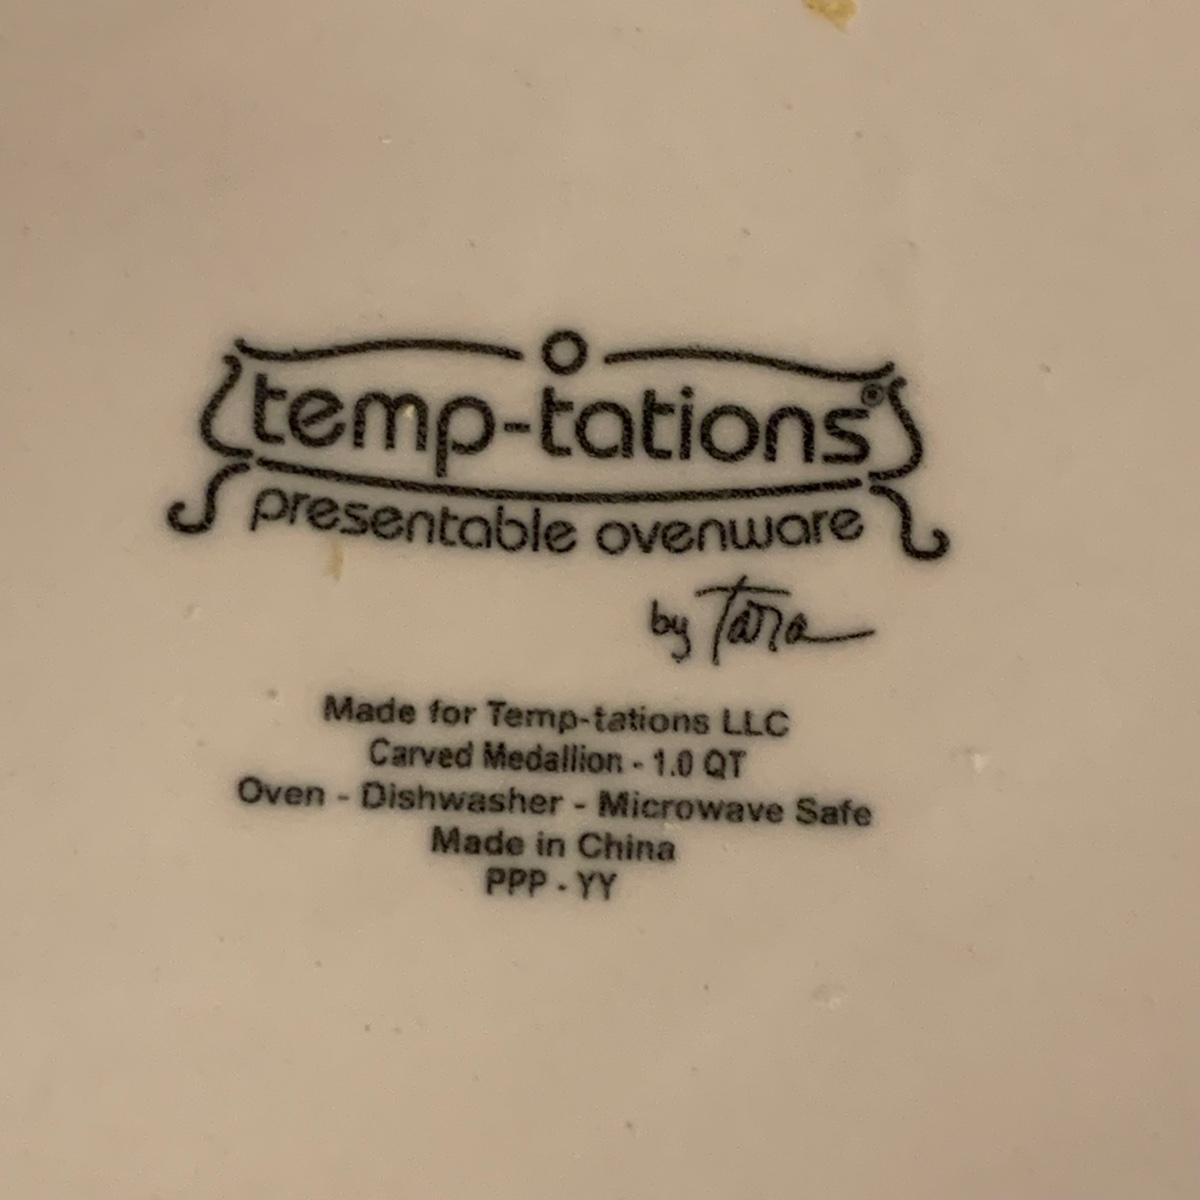 temp-tations®
presentable ovenware
by Tara
Made for Temp-tations LLC
Carved Medallion - 1.0 QT
Oven - Dishwasher - Microwave Safe
Made in China
PPP - YY